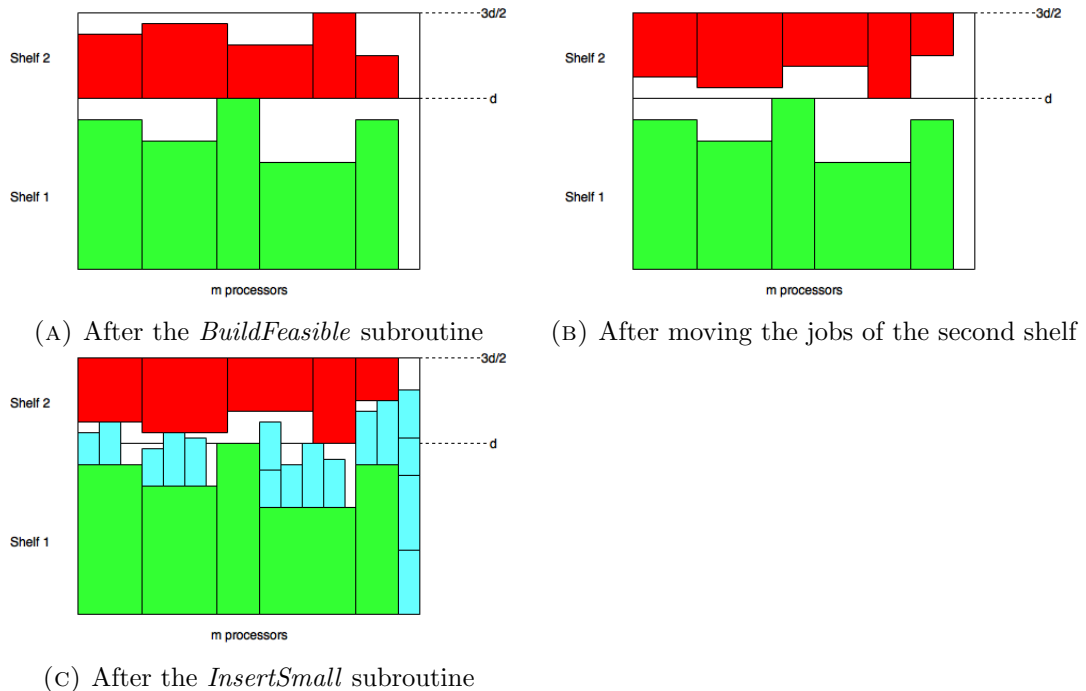 3d/2
Shelf 2
d
Shelf 1
m processors
(A) After the BuildFeasible subroutine
3d/2
Shelf 2
d
Shelf 1
m processors
(B) After moving the jobs of the second shelf
3d/2
Shelf 2
d
Shelf 1
m processors
(C) After the InsertSmall subroutine